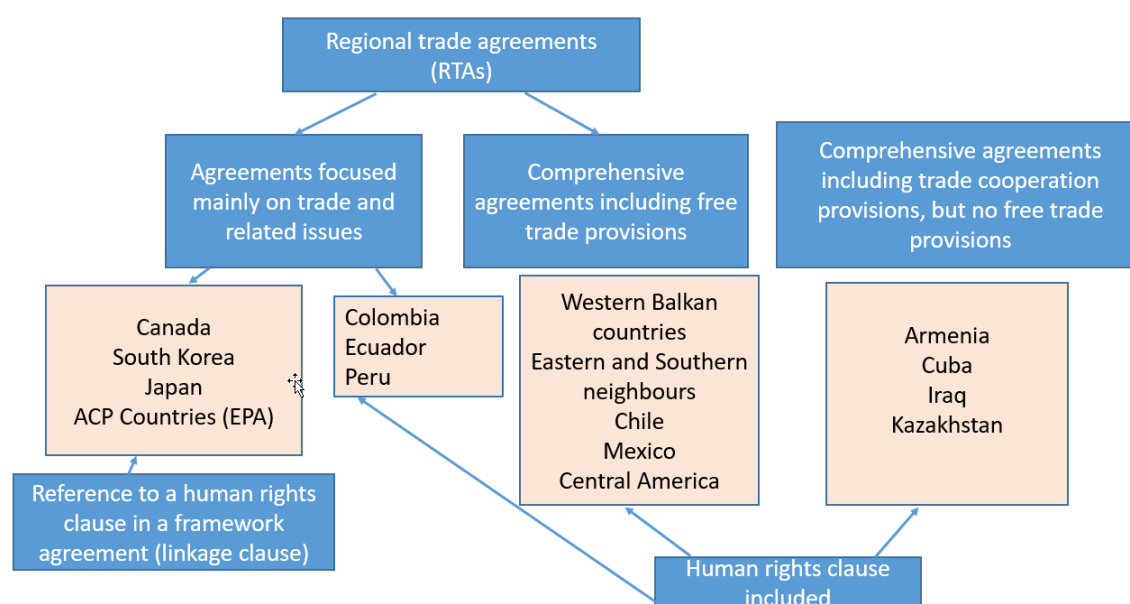 Regional trade agreements
(RTAs)
Agreements focused
mainly on trade and
related issues
Comprehensive
agreements including free
trade provisions
Comprehensive agreements
including trade cooperation
provisions, but no free trade
provisions
Canada
South Korea
Japan
ACP Countries (EPA)
Colombia
Ecuador
Peru
Western Balkan
countries
Eastern and Southern
neighbours
Chile
Mexico
Central America
Armenia
Cuba
Iraq
Kazakhstan
Reference to a human rights
clause in a framework
agreement (linkage clause)
Human rights clause
included